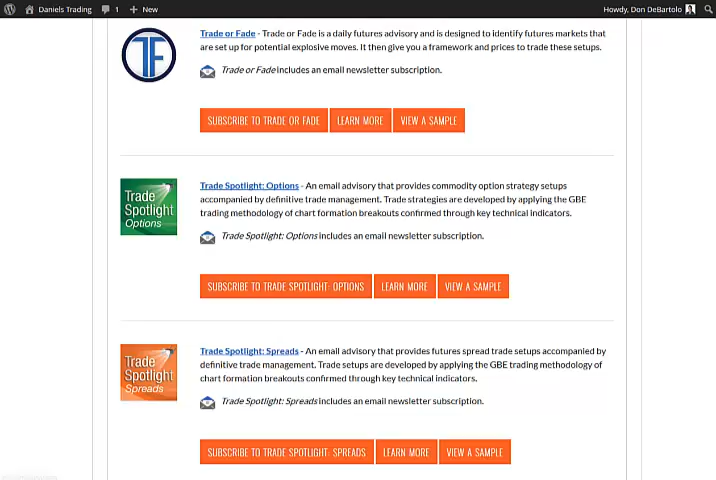 Daniels Trading 1 New Howdy, Don DeBartolo
Trade or Fade - Trade or Fade is a daily futures advisory and is designed to identify futures markets that
are set up for potential explosive moves. It then give you a framework and prices to trade these setups.
TF
Trade or Fade includes an email newsletter subscription.
SUBSCRIBE TO TRADE OR FADE LEARN MORE VIEW A SAMPLE
Trade
Spotlight
Options
Trade Spotlight: Options - An email advisory that provides commodity option strategy setups
accompanied by definitive trade management. Trade strategies are developed by applying the GBE
trading methodology of chart formation breakouts confirmed through key technical indicators.
Trade Spotlight: Options includes an email newsletter subscription.
SUBSCRIBE TO TRADE SPOTLIGHT: OPTIONS LEARN MORE VIEW A SAMPLE
Trade
Spotlight
Spreads
Trade Spotlight: Spreads - An email advisory that provides futures spread trade setups accompanied by
definitive trade management. Trade setups are developed by applying the GBE trading methodology of
chart formation breakouts confirmed through key technical indicators.
Trade Spotlight: Spreads includes an email newsletter subscription.
SUBSCRIBE TO TRADE SPOTLIGHT: SPREADS LEARN MORE VIEW A SAMPLE